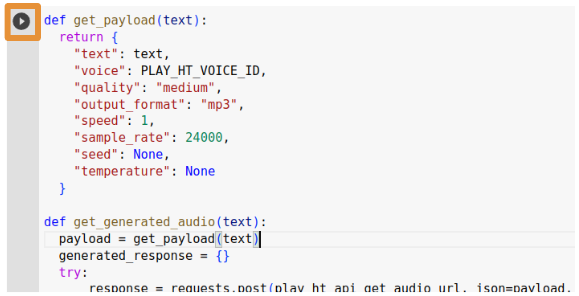 def get_payload(text):
  return {
    "text": text,
    "voice": PLAY_HT_VOICE_ID,
    "quality": "medium",
    "output_format": "mp3",
    "speed": 1,
    "sample_rate": 24000,
    "seed": None,
    "temperature": None
  }

def get_generated_audio(text):
  payload = get_payload(text)
  generated_response = {}
  try:
      response = requests.post(play_ht_api_get_audio_url, json=payload,